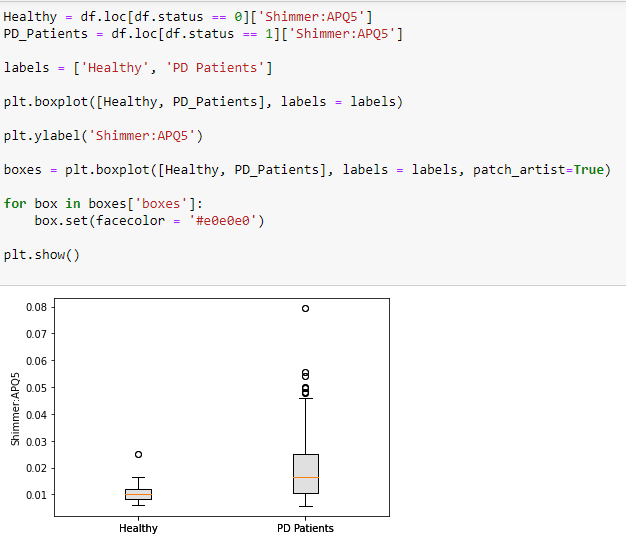 Healthy = df.loc[df.status == 0]['Shimmer:APQ5']
PD_Patients = df.loc[df.status == 1]['Shimmer:APQ5']
labels = ['Healthy', 'PD Patients']
plt.boxplot([Healthy, PD_Patients], labels = labels)
plt.ylabel('Shimmer:APQ5')
boxes = plt.boxplot([Healthy, PD_Patients], labels = labels, patch_artist=True)
for box in boxes['boxes']:
    box.set(facecolor = '#e0e0e0')
plt.show()
0.08
0.07
0.06
0.05
0.04
0.03
0.02
0.01
Shimmer:APQ5
Healthy PD Patients